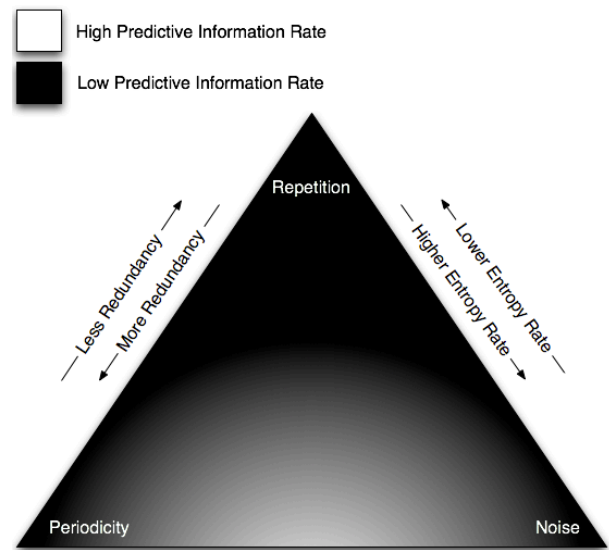 High Predictive Information Rate
Low Predictive Information Rate
Repetition
Less Redundancy
More Redundancy
Higher Entropy Rate
Lower Entropy Rate
Periodicity
Noise